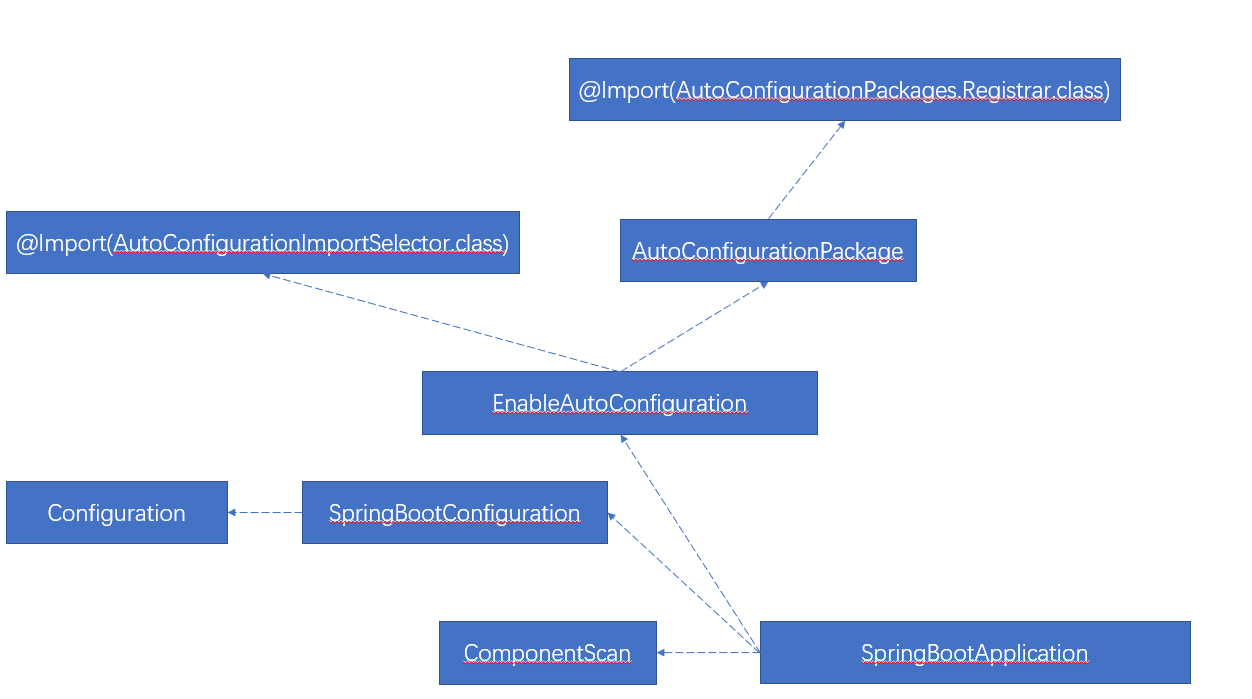 @Import(AutoConfigurationPackages.Registrar.class)
@Import(AutoConfigurationImportSelector.class)
AutoConfigurationPackage
EnableAutoConfiguration
Configuration
SpringBootConfiguration
ComponentScan
SpringBootApplication